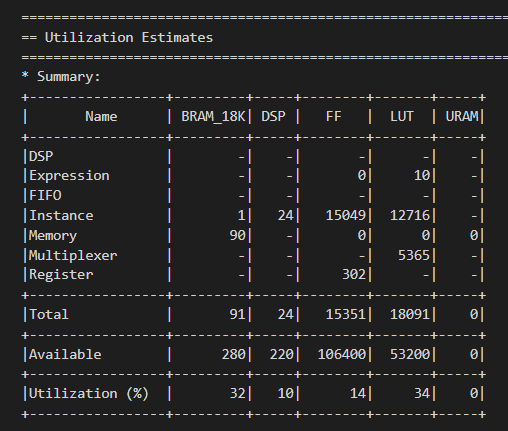 ================================================================
== Utilization Estimates
================================================================
* Summary:
+-----------------+---------+-----+--------+-------+-----+
|       Name      | BRAM_18K| DSP |   FF   |  LUT  | URAM|
+-----------------+---------+-----+--------+-------+-----+
|DSP              |        -|    -|       -|      -|    -|
|Expression       |        -|    -|       0|     10|    -|
|FIFO             |        -|    -|       -|      -|    -|
|Instance         |        1|   24|   15049|  12716|    -|
|Memory           |       90|    -|       0|      0|    0|
|Multiplexer      |        -|    -|       -|   5365|    -|
|Register         |        -|    -|     302|      -|    -|
+-----------------+---------+-----+--------+-------+-----+
|Total            |       91|   24|   15351|  18091|    0|
+-----------------+---------+-----+--------+-------+-----+
|Available        |      280|  220|  106400|  53200|    0|
+-----------------+---------+-----+--------+-------+-----+
|Utilization (%)  |       32|   10|      14|     34|    0|
+-----------------+---------+-----+--------+-------+-----+